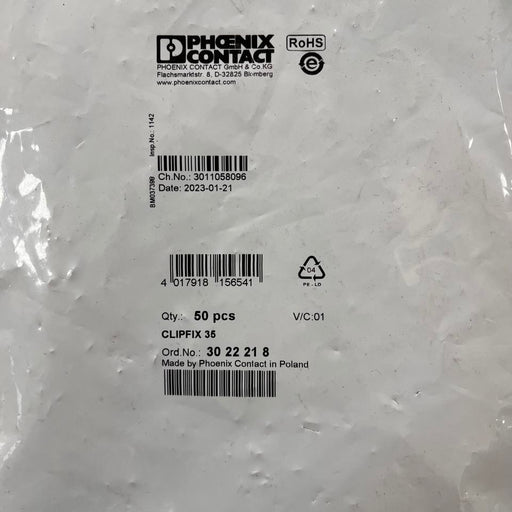 PHŒNIX
CONTACT
RoHS
e
PHOENIX CONTACT GmbH & Co.KG
Flachsmarktstr. 8, D-32825 Blomberg
www.phoenixcontact.com
BM037398 Insp.No.: 1142
Ch.No.: 3011058096
Date: 2023-01-21
4 017918 156541
04
PE - LD
Qty.: 50 pcs V/C:01
CLIPFIX 35
Ord.No.: 30 22 21 8
Made by Phoenix Contact in Poland